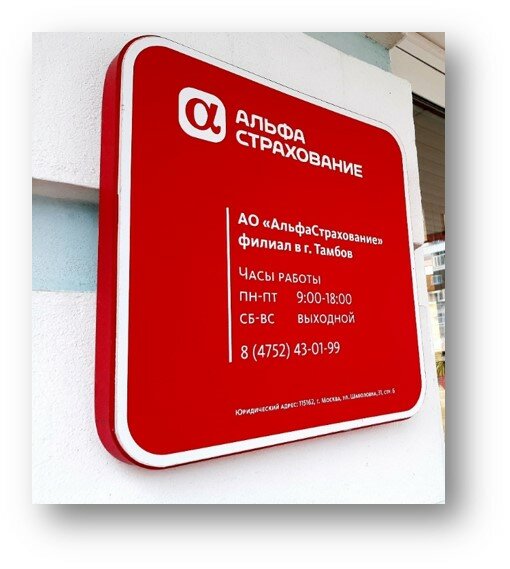 α
АЛЬФА
СТРАХОВАНИЕ
АО «АльфаСтрахование»
филиал в г. Тамбов
ЧАСЫ РАБОТЫ
ПН-ПТ 9:00-18:00
СБ-ВС ВЫХОДНОЙ
8 (4752) 43-01-99
Юридический адрес: 115162, г. Москва, ул. Шаболовка, 31, стр. Б